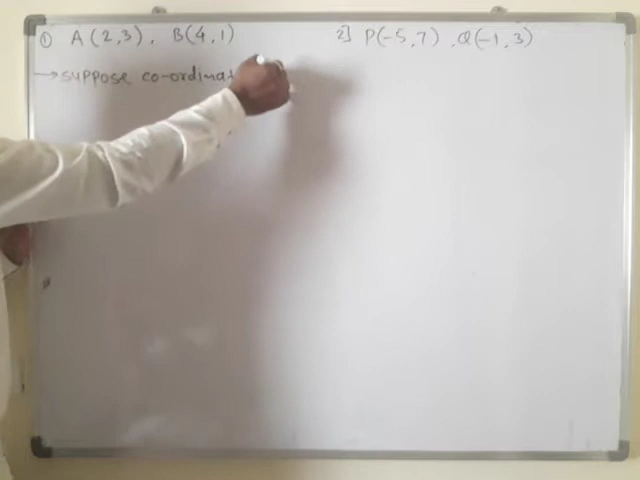 ① A (2,3), B(4,1)
→ suppose co-ordinat
2] P(-5,7), Q(-1,3)